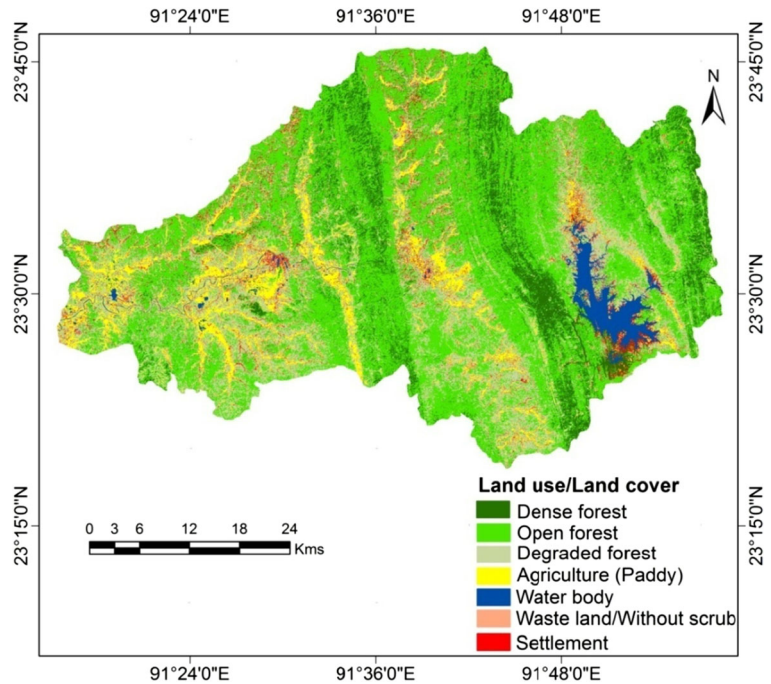 91°24'0"E 91°36'0"E 91°48'0"E
23°45'0"N 23°45'0"N
N
23°30'0"N 23°30'0"N
Land use/Land cover
Dense forest
Open forest
Degraded forest
Agriculture (Paddy)
Water body
Waste land/Without scrub
Settlement
23°15'0"N 23°15'0"N
0 3 6 12 18 24
Kms
91°24'0"E 91°36'0"E 91°48'0"E